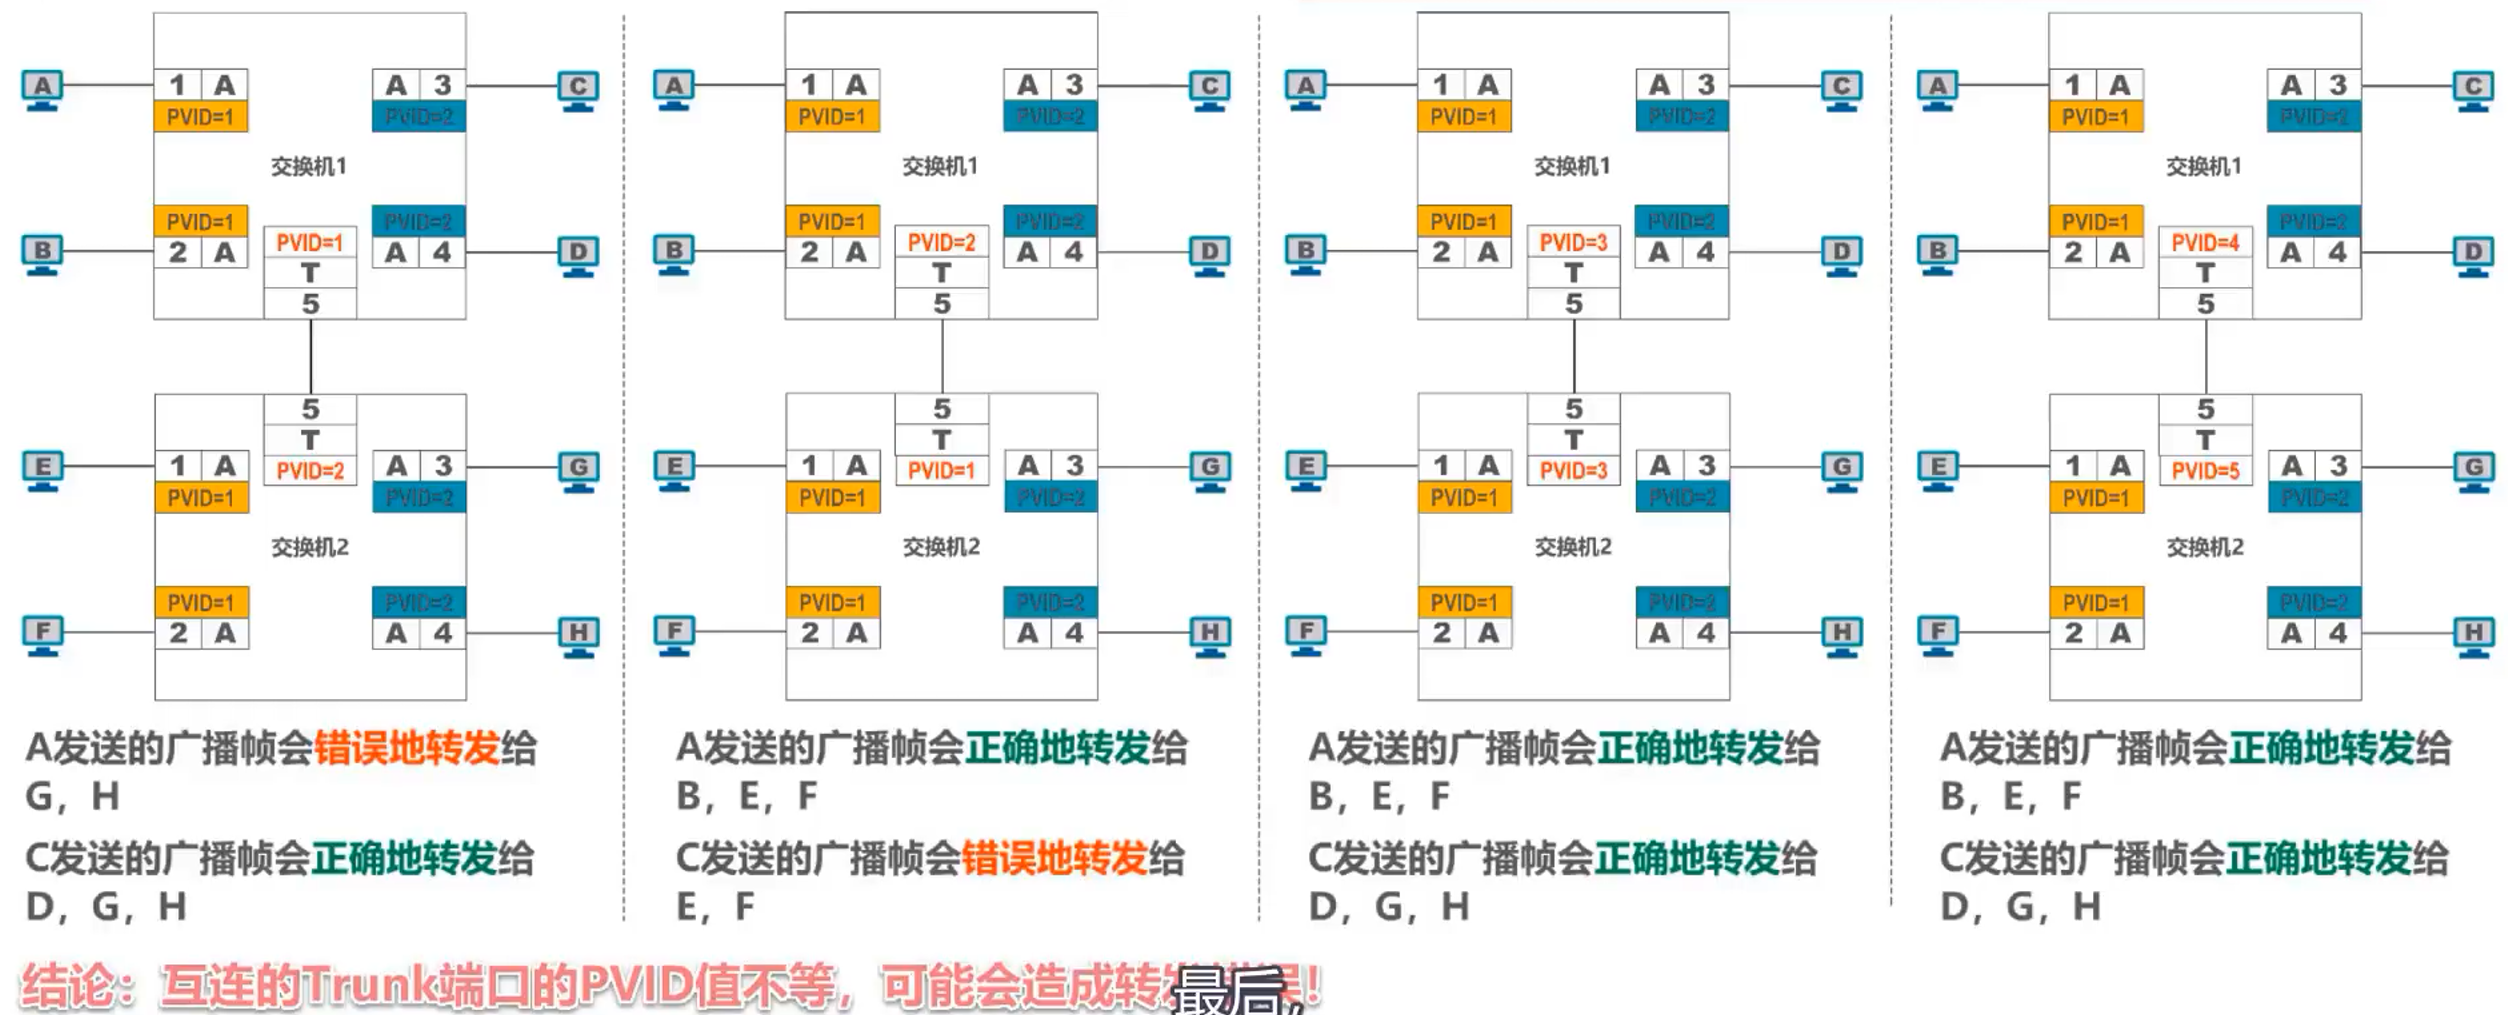 A 1 A A 3 C
PVID=1 PVID=2
交换机1
PVID=1 PVID=1 PVID=2
B 2 A T A 4 D
5
5
T
E 1 A PVID=2 A 3 G
PVID=1 PVID=2
交换机2
PVID=1 PVID=2
F 2 A A 4 H
A发送的广播帧会错误地转发给
G，H
C发送的广播帧会正确地转发给
D，G，H
A 1 A A 3 C
PVID=1 PVID=2
交换机1
PVID=1 PVID=2 PVID=2
B 2 A T A 4 D
5
5
T
E 1 A PVID=1 A 3 G
PVID=1 PVID=2
交换机2
PVID=1 PVID=2
F 2 A A 4 H
A发送的广播帧会正确地转发给
B，E，F
C发送的广播帧会错误地转发给
E，F
A 1 A A 3 C
PVID=1 PVID=2
交换机1
PVID=1 PVID=3 PVID=2
B 2 A T A 4 D
5
5
T
E 1 A PVID=3 A 3 G
PVID=1 PVID=2
交换机2
PVID=1 PVID=2
F 2 A A 4 H
A发送的广播帧会正确地转发给
B，E，F
C发送的广播帧会正确地转发给
D，G，H
A 1 A A 3 C
PVID=1 PVID=2
交换机1
PVID=1 PVID=4 PVID=2
B 2 A T A 4 D
5
5
T
E 1 A PVID=5 A 3 G
PVID=1 PVID=2
交换机2
PVID=1 PVID=2
F 2 A A 4 H
A发送的广播帧会正确地转发给
B，E，F
C发送的广播帧会正确地转发给
D，G，H
结论：互连的Trunk端口的PVID值不等，可能会造成转发误！
最后，